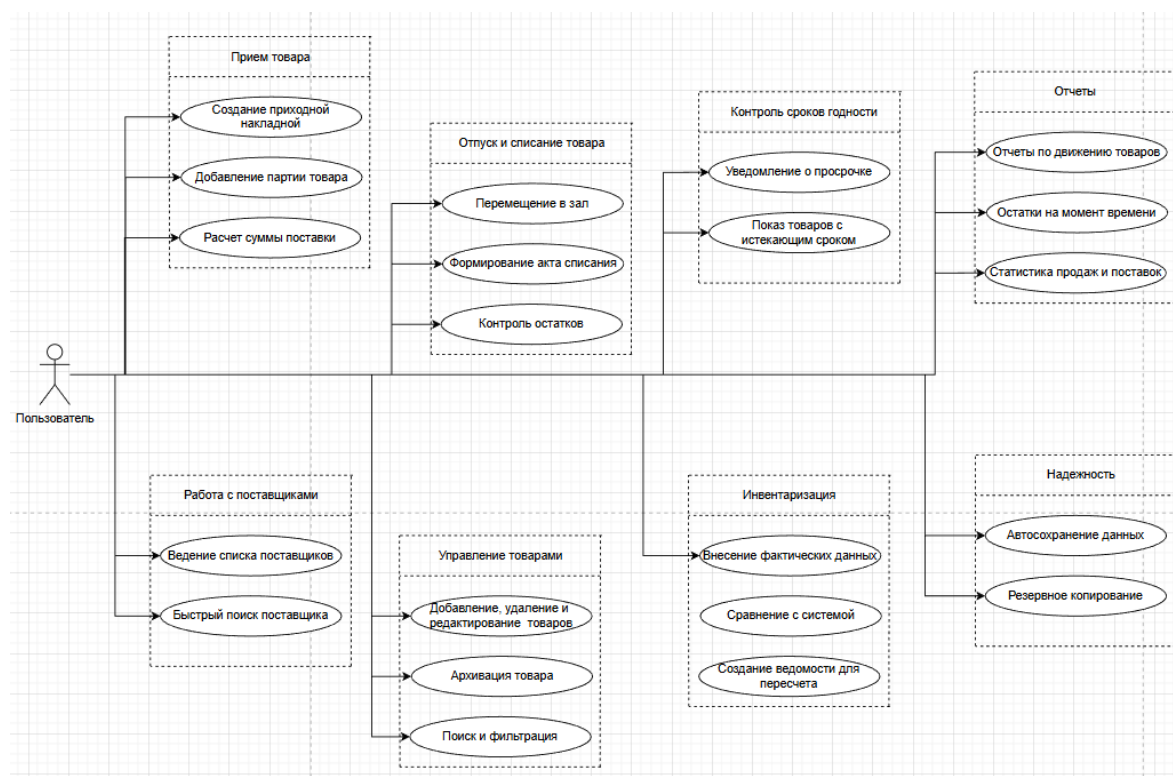 Прием товара
Создание приходной
накладной
Добавление партии товара
Расчет суммы поставки
Отпуск и списание товара
Перемещение в зал
Формирование акта списания
Контроль остатков
Контроль сроков годности
Уведомление о просрочке
Показ товаров с
истекающим сроком
Отчеты
Отчеты по движению товаров
Остатки на момент времени
Статистика продаж и поставок
Пользователь
Работа с поставщиками
Ведение списка поставщиков
Быстрый поиск поставщика
Управление товарами
Добавление, удаление и
редактирование товаров
Архивация товара
Поиск и фильтрация
Инвентаризация
Внесение фактических данных
Сравнение с системой
Создание ведомости для
пересчета
Надежность
Автосохранение данных
Резервное копирование